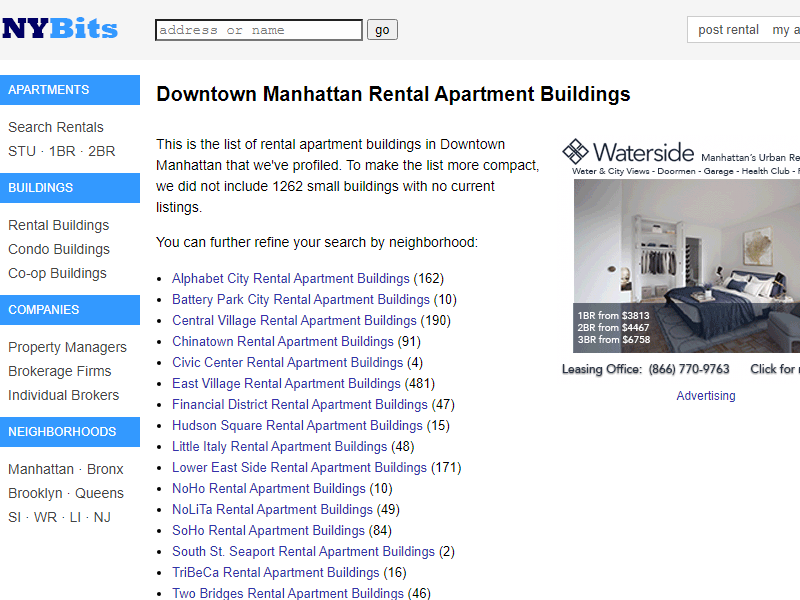 NYBits
address or name
go
post rental my a
APARTMENTS
Search Rentals
STU · 1BR · 2BR
BUILDINGS
Rental Buildings
Condo Buildings
Co-op Buildings
COMPANIES
Property Managers
Brokerage Firms
Individual Brokers
NEIGHBORHOODS
Manhattan · Bronx
Brooklyn · Queens
SI · WR · LI · NJ
Downtown Manhattan Rental Apartment Buildings
This is the list of rental apartment buildings in Downtown
Manhattan that we've profiled. To make the list more compact,
we did not include 1262 small buildings with no current
listings.
You can further refine your search by neighborhood:
• Alphabet City Rental Apartment Buildings (162)
• Battery Park City Rental Apartment Buildings (10)
• Central Village Rental Apartment Buildings (190)
• Chinatown Rental Apartment Buildings (91)
• Civic Center Rental Apartment Buildings (4)
• East Village Rental Apartment Buildings (481)
• Financial District Rental Apartment Buildings (47)
• Hudson Square Rental Apartment Buildings (15)
• Little Italy Rental Apartment Buildings (48)
• Lower East Side Rental Apartment Buildings (171)
• NoHo Rental Apartment Buildings (10)
• NoLiTa Rental Apartment Buildings (49)
• SoHo Rental Apartment Buildings (84)
• South St. Seaport Rental Apartment Buildings (2)
• TriBeCa Rental Apartment Buildings (16)
• Two Bridges Rental Apartment Buildings (46)
Waterside Manhattan's Urban Re
Water & City Views - Doormen - Garage - Health Club -
1BR from $3813
2BR from $4467
3BR from $6758
Leasing Office: (866) 770-9763 Click for
Advertising